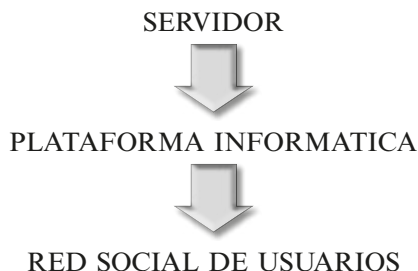 SERVIDOR
PLATAFORMA INFORMATICA
RED SOCIAL DE USUARIOS